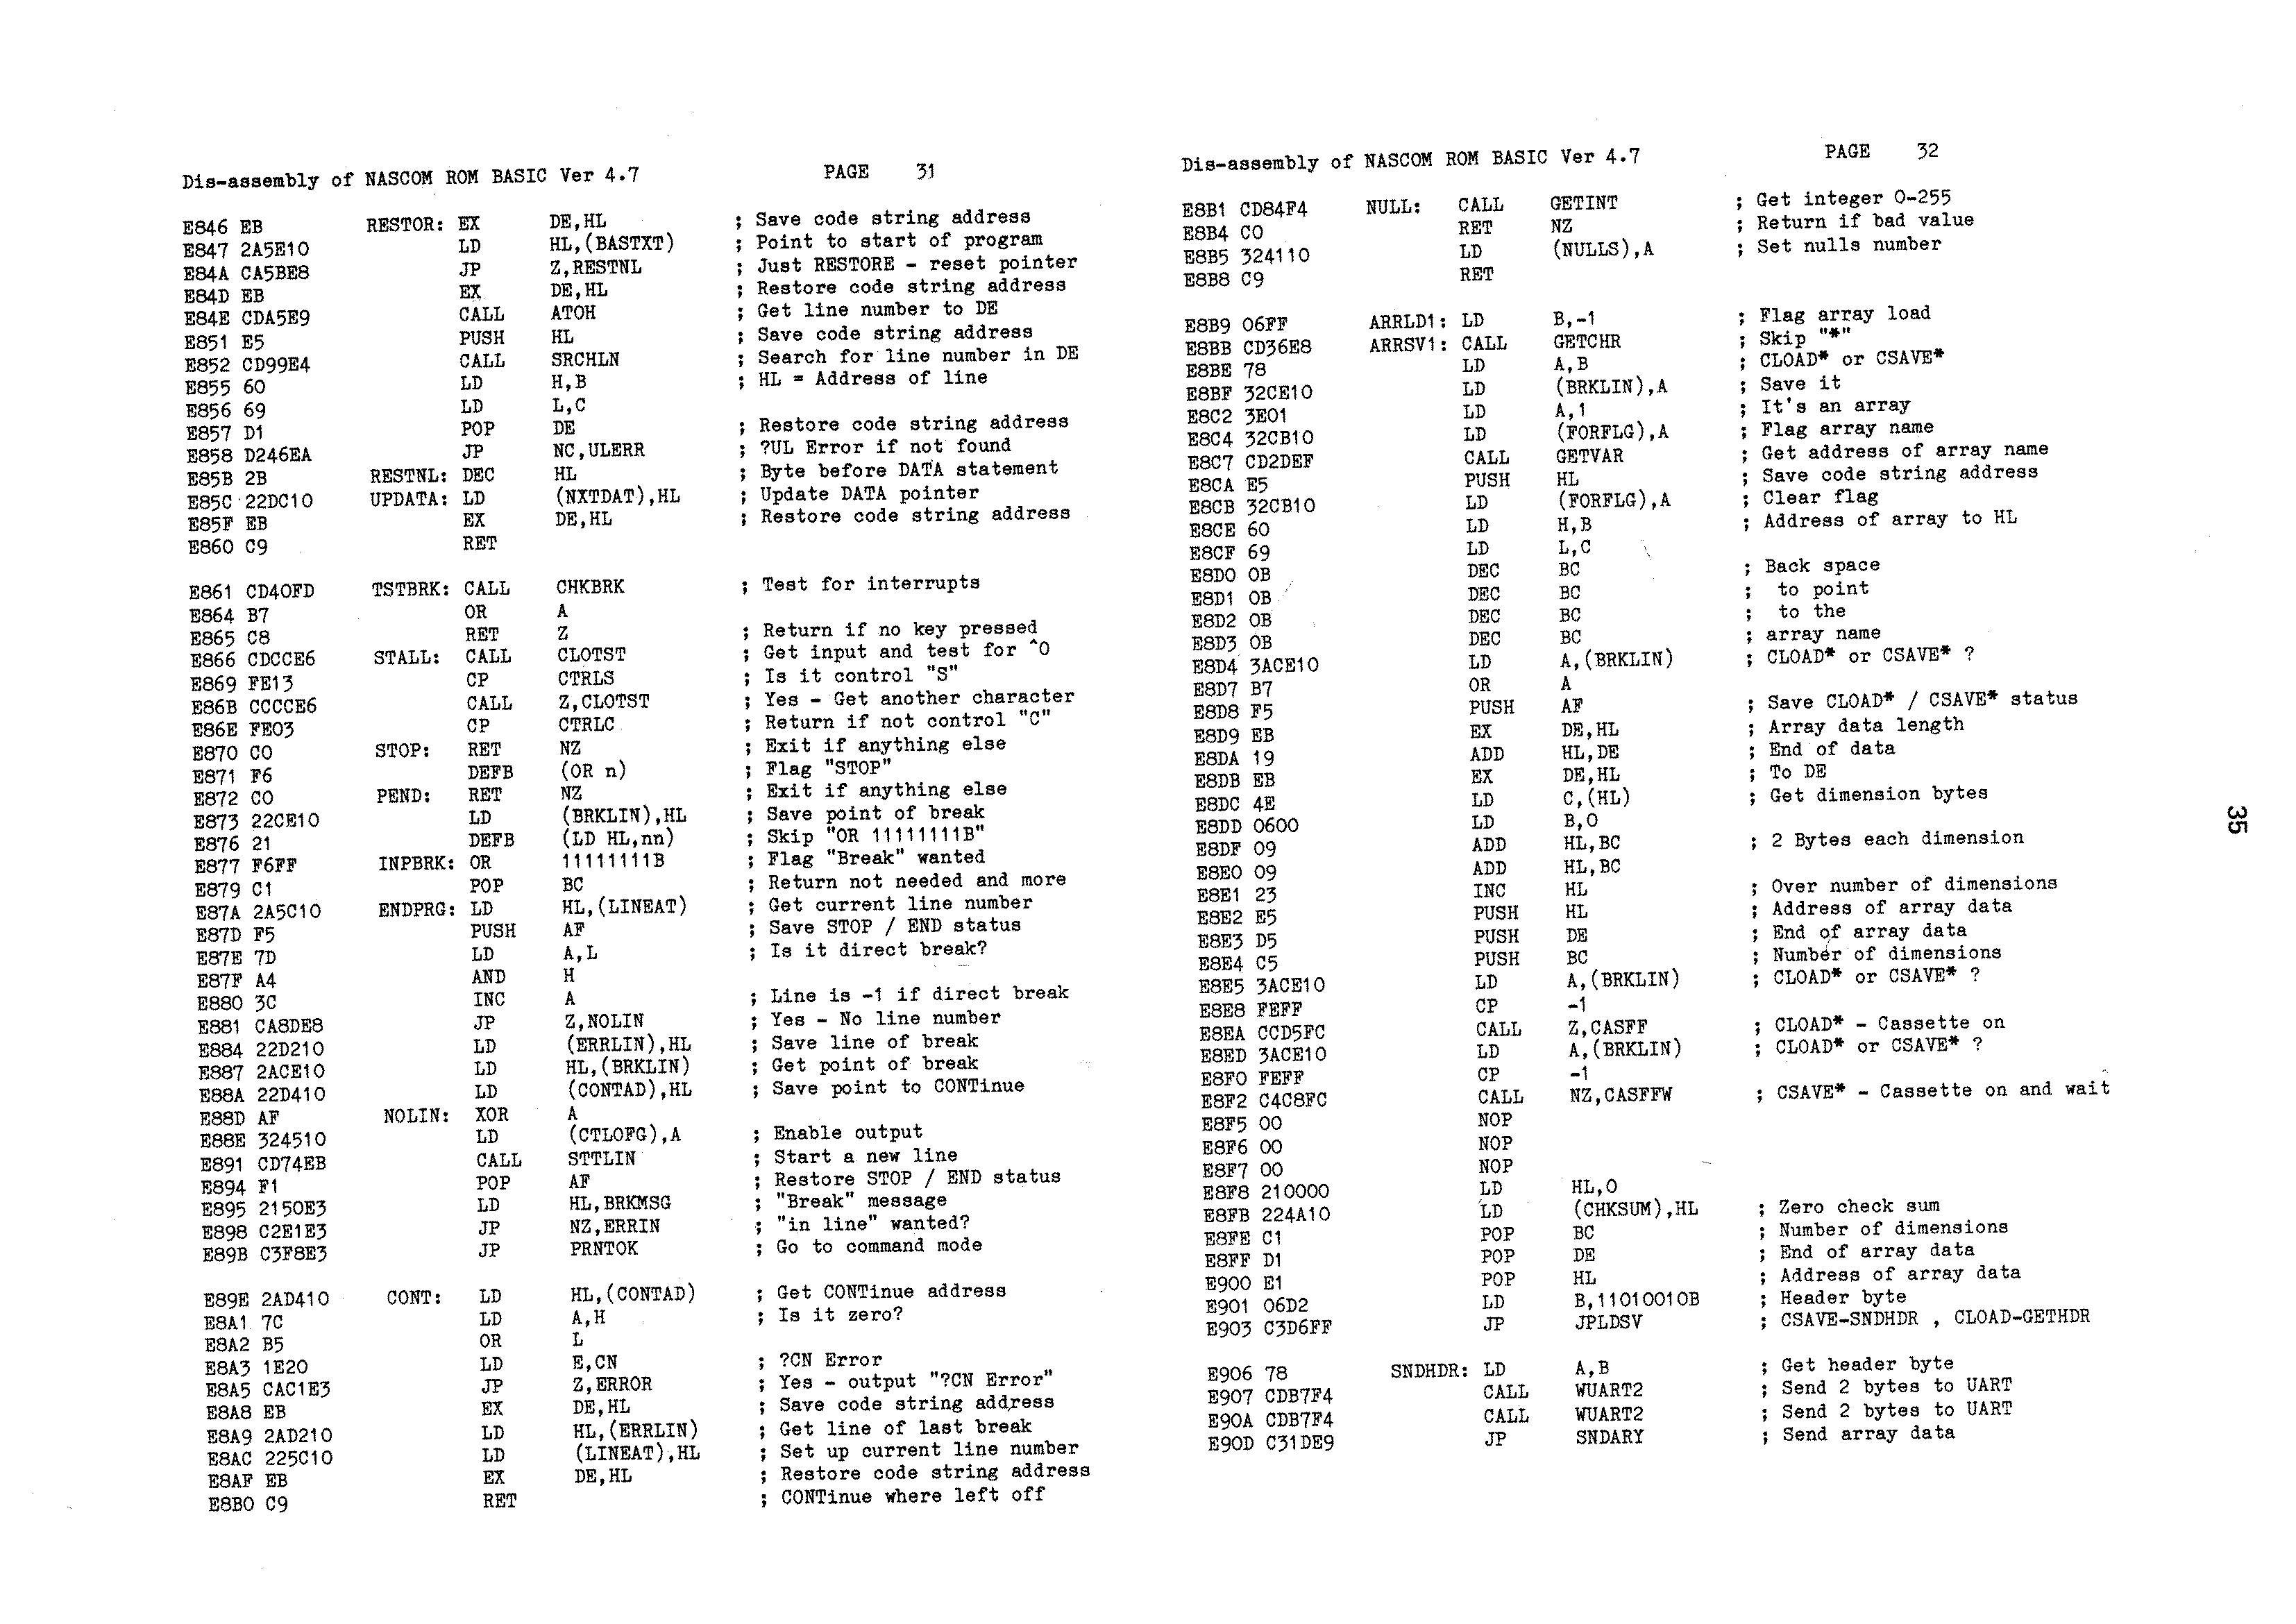 Dis-assembly of NASCOM ROM BASIC Ver 4.7 PAGE 31
E846 EB RESTOR: EX DE,HL ; Save code string address
E847 2A5E10 LD HL,(BASTXT) ; Point to start of program
E84A CA5BE8 JP Z,RESTNL ; Just RESTORE - reset pointer
E84D EB EX DE,HL ; Restore code string address
E84E CDA5E9 CALL ATOH ; Get line number to DE
E851 E5 PUSH HL ; Save code string address
E852 CD99E4 CALL SRCHLN ; Search for line number in DE
E855 60 LD H,B ; HL = Address of line
E856 69 LD L,C
E857 D1 POP DE ; Restore code string address
E858 D246EA JP NC,ULERR ; ?UL Error if not found
E85B 2B RESTNL: DEC HL ; Byte before DATA statement
E85C 22DC10 UPDATA: LD (NXTDAT),HL ; Update DATA pointer
E85F EB EX DE,HL ; Restore code string address
E860 C9 RET
E861 CD40FD TSTBRK: CALL CHKBRK ; Test for interrupts
E864 B7 OR A
E865 C8 RET Z ; Return if no key pressed
E866 CDCCE6 STALL: CALL CLOTST ; Get input and test for ^O
E869 FE13 CP CTRLS ; Is it control "S"
E86B CCCCE6 CALL Z,CLOTST ; Yes - Get another character
E86E FE03 CP CTRLC ; Return if not control "C"
E870 C0 STOP: RET NZ ; Exit if anything else
E871 F6 DEFB (OR n) ; Flag "STOP"
E872 C0 PEND: RET NZ ; Exit if anything else
E873 22CE10 LD (BRKLIN),HL ; Save point of break
E876 21 DEFB (LD HL,nn) ; Skip "OR 11111111B"
E877 F6FF INPBRK: OR 11111111B ; Flag "Break" wanted
E879 C1 POP BC ; Return not needed and more
E87A 2A5C10 ENDPRG: LD HL,(LINEAT) ; Get current line number
E87D F5 PUSH AF ; Save STOP / END status
E87E 7D LD A,L ; Is it direct break?
E87F A4 AND H
E880 3C INC A ; Line is -1 if direct break
E881 CA8DE8 JP Z,NOLIN ; Yes - No line number
E884 22D210 LD (ERRLIN),HL ; Save line of break
E887 2ACE10 LD HL,(BRKLIN) ; Get point of break
E88A 22D410 LD (CONTAD),HL ; Save point to CONTinue
E88D AF NOLIN: XOR A
E88E 324510 LD (CTLOFG),A ; Enable output
E891 CD74EB CALL STTLIN ; Start a new line
E894 F1 POP AF ; Restore STOP / END status
E895 2150E3 LD HL,BRKMSG ; "Break" message
E898 C2E1E3 JP NZ,ERRIN ; "in line" wanted?
E89B C3F8E3 JP PRNTOK ; Go to command mode
E89E 2AD410 CONT: LD HL,(CONTAD) ; Get CONTinue address
E8A1 7C LD A,H ; Is it zero?
E8A2 B5 OR L
E8A3 1E20 LD E,CN ; ?CN Error
E8A5 CAC1E3 JP Z,ERROR ; Yes - output "?CN Error"
E8A8 EB EX DE,HL ; Save code string address
E8A9 2AD210 LD HL,(ERRLIN) ; Get line of last break
E8AC 225C10 LD (LINEAT),HL ; Set up current line number
E8AF EB EX DE,HL ; Restore code string address
E8B0 C9 RET ; CONTinue where left off
Dis-assembly of NASCOM ROM BASIC Ver 4.7 PAGE 32
E8B1 CD84F4 NULL: CALL GETINT ; Get integer 0-255
E8B4 C0 RET NZ ; Return if bad value
E8B5 324110 LD (NULLS),A ; Set nulls number
E8B8 C9 RET
E8B9 06FF ARRLD1: LD B,-1 ; Flag array load
E8BB CD36E8 ARRSV1: CALL GETCHR ; Skip "*"
E8BE 78 LD A,B ; CLOAD* or CSAVE*
E8BF 32CE10 LD (BRKLIN),A ; Save it
E8C2 3E01 LD A,1 ; It's an array
E8C4 32CB10 LD (FORFLG),A ; Flag array name
E8C7 CD2DEF CALL GETVAR ; Get address of array name
E8CA E5 PUSH HL ; Save code string address
E8CB 32CB10 LD (FORFLG),A ; Clear flag
E8CE 60 LD H,B ; Address of array to HL
E8CF 69 LD L,C
E8D0 0B DEC BC ; Back space
E8D1 0B DEC BC ; to point
E8D2 0B DEC BC ; to the
E8D3 0B DEC BC ; array name
E8D4 3ACE10 LD A,(BRKLIN) ; CLOAD* or CSAVE* ?
E8D7 B7 OR A
E8D8 F5 PUSH AF ; Save CLOAD* / CSAVE* status
E8D9 EB EX DE,HL ; Array data length
E8DA 19 ADD HL,DE ; End of data
E8DB EB EX DE,HL ; To DE
E8DC 4E LD C,(HL) ; Get dimension bytes
E8DD 0600 LD B,0
E8DF 09 ADD HL,BC ; 2 Bytes each dimension
E8E0 09 ADD HL,BC
E8E1 23 INC HL ; Over number of dimensions
E8E2 E5 PUSH HL ; Address of array data
E8E3 D5 PUSH DE ; End of array data
E8E4 C5 PUSH BC ; Number of dimensions
E8E5 3ACE10 LD A,(BRKLIN) ; CLOAD* or CSAVE* ?
E8E8 FEFF CP -1
E8EA CCD5FC CALL Z,CASFF ; CLOAD* - Cassette on
E8ED 3ACE10 LD A,(BRKLIN) ; CLOAD* or CSAVE* ?
E8F0 FEFF CP -1
E8F2 C4C8FC CALL NZ,CASFFW ; CSAVE* - Cassette on and wait
E8F5 00 NOP
E8F6 00 NOP
E8F7 00 NOP
E8F8 210000 LD HL,0
E8FB 224A10 LD (CHKSUM),HL ; Zero check sum
E8FE C1 POP BC ; Number of dimensions
E8FF D1 POP DE ; End of array data
E900 E1 POP HL ; Address of array data
E901 06D2 LD B,11010010B ; Header byte
E903 C3D6FF JP JPLDSV ; CSAVE-SNDHDR , CLOAD-GETHDR
E906 78 SNDHDR: LD A,B ; Get header byte
E907 CDB7F4 CALL WUART2 ; Send 2 bytes to UART
E90A CDB7F4 CALL WUART2 ; Send 2 bytes to UART
E90D C31DE9 JP SNDARY ; Send array data
35